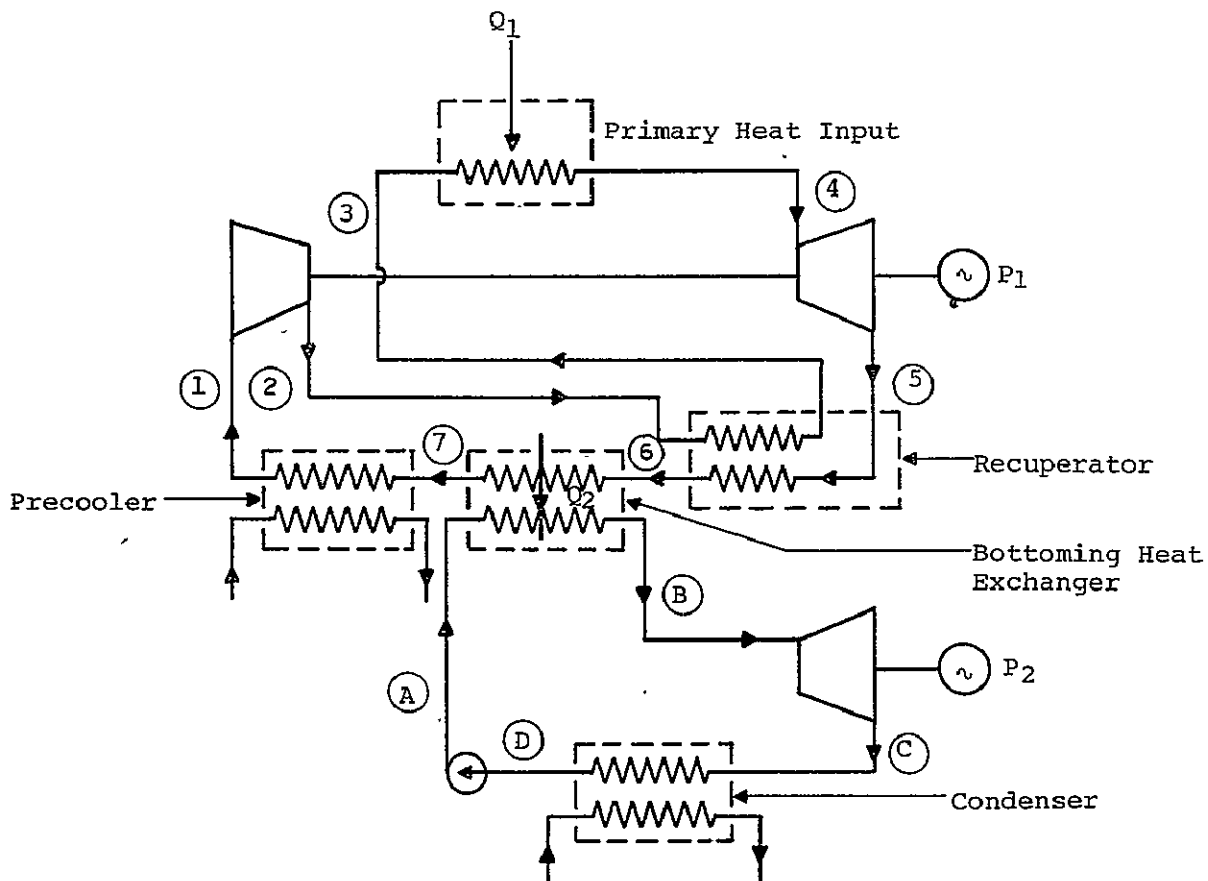 Q1
Primary Heat Input
3
4
P1
1
2
5
7
6
Recuperator
Precooler
Q2
Bottoming Heat
Exchanger
B
P2
A
D
C
Condenser